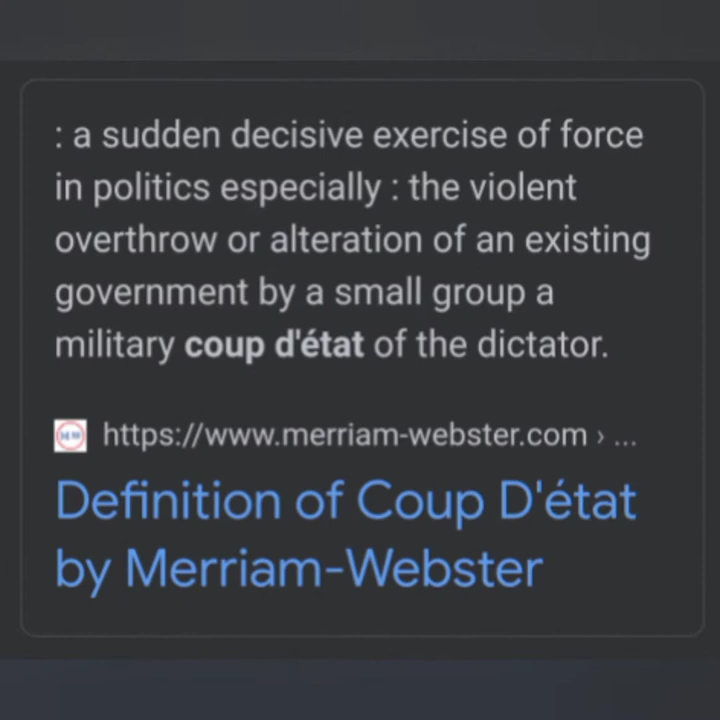 : a sudden decisive exercise of force
in politics especially : the violent
overthrow or alteration of an existing
government by a small group a
military coup d'état of the dictator.
https://www.merriam-webster.com › ...
Definition of Coup D'état
by Merriam-Webster